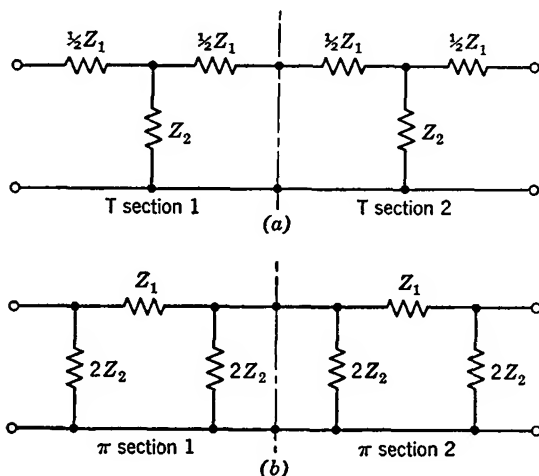 ½Z₁ ½Z₁ ½Z₁ ½Z₁
Z₂ Z₂
T section 1 T section 2
(a)
Z₁ Z₁
2Z₂ 2Z₂ 2Z₂ 2Z₂
π section 1 π section 2
(b)